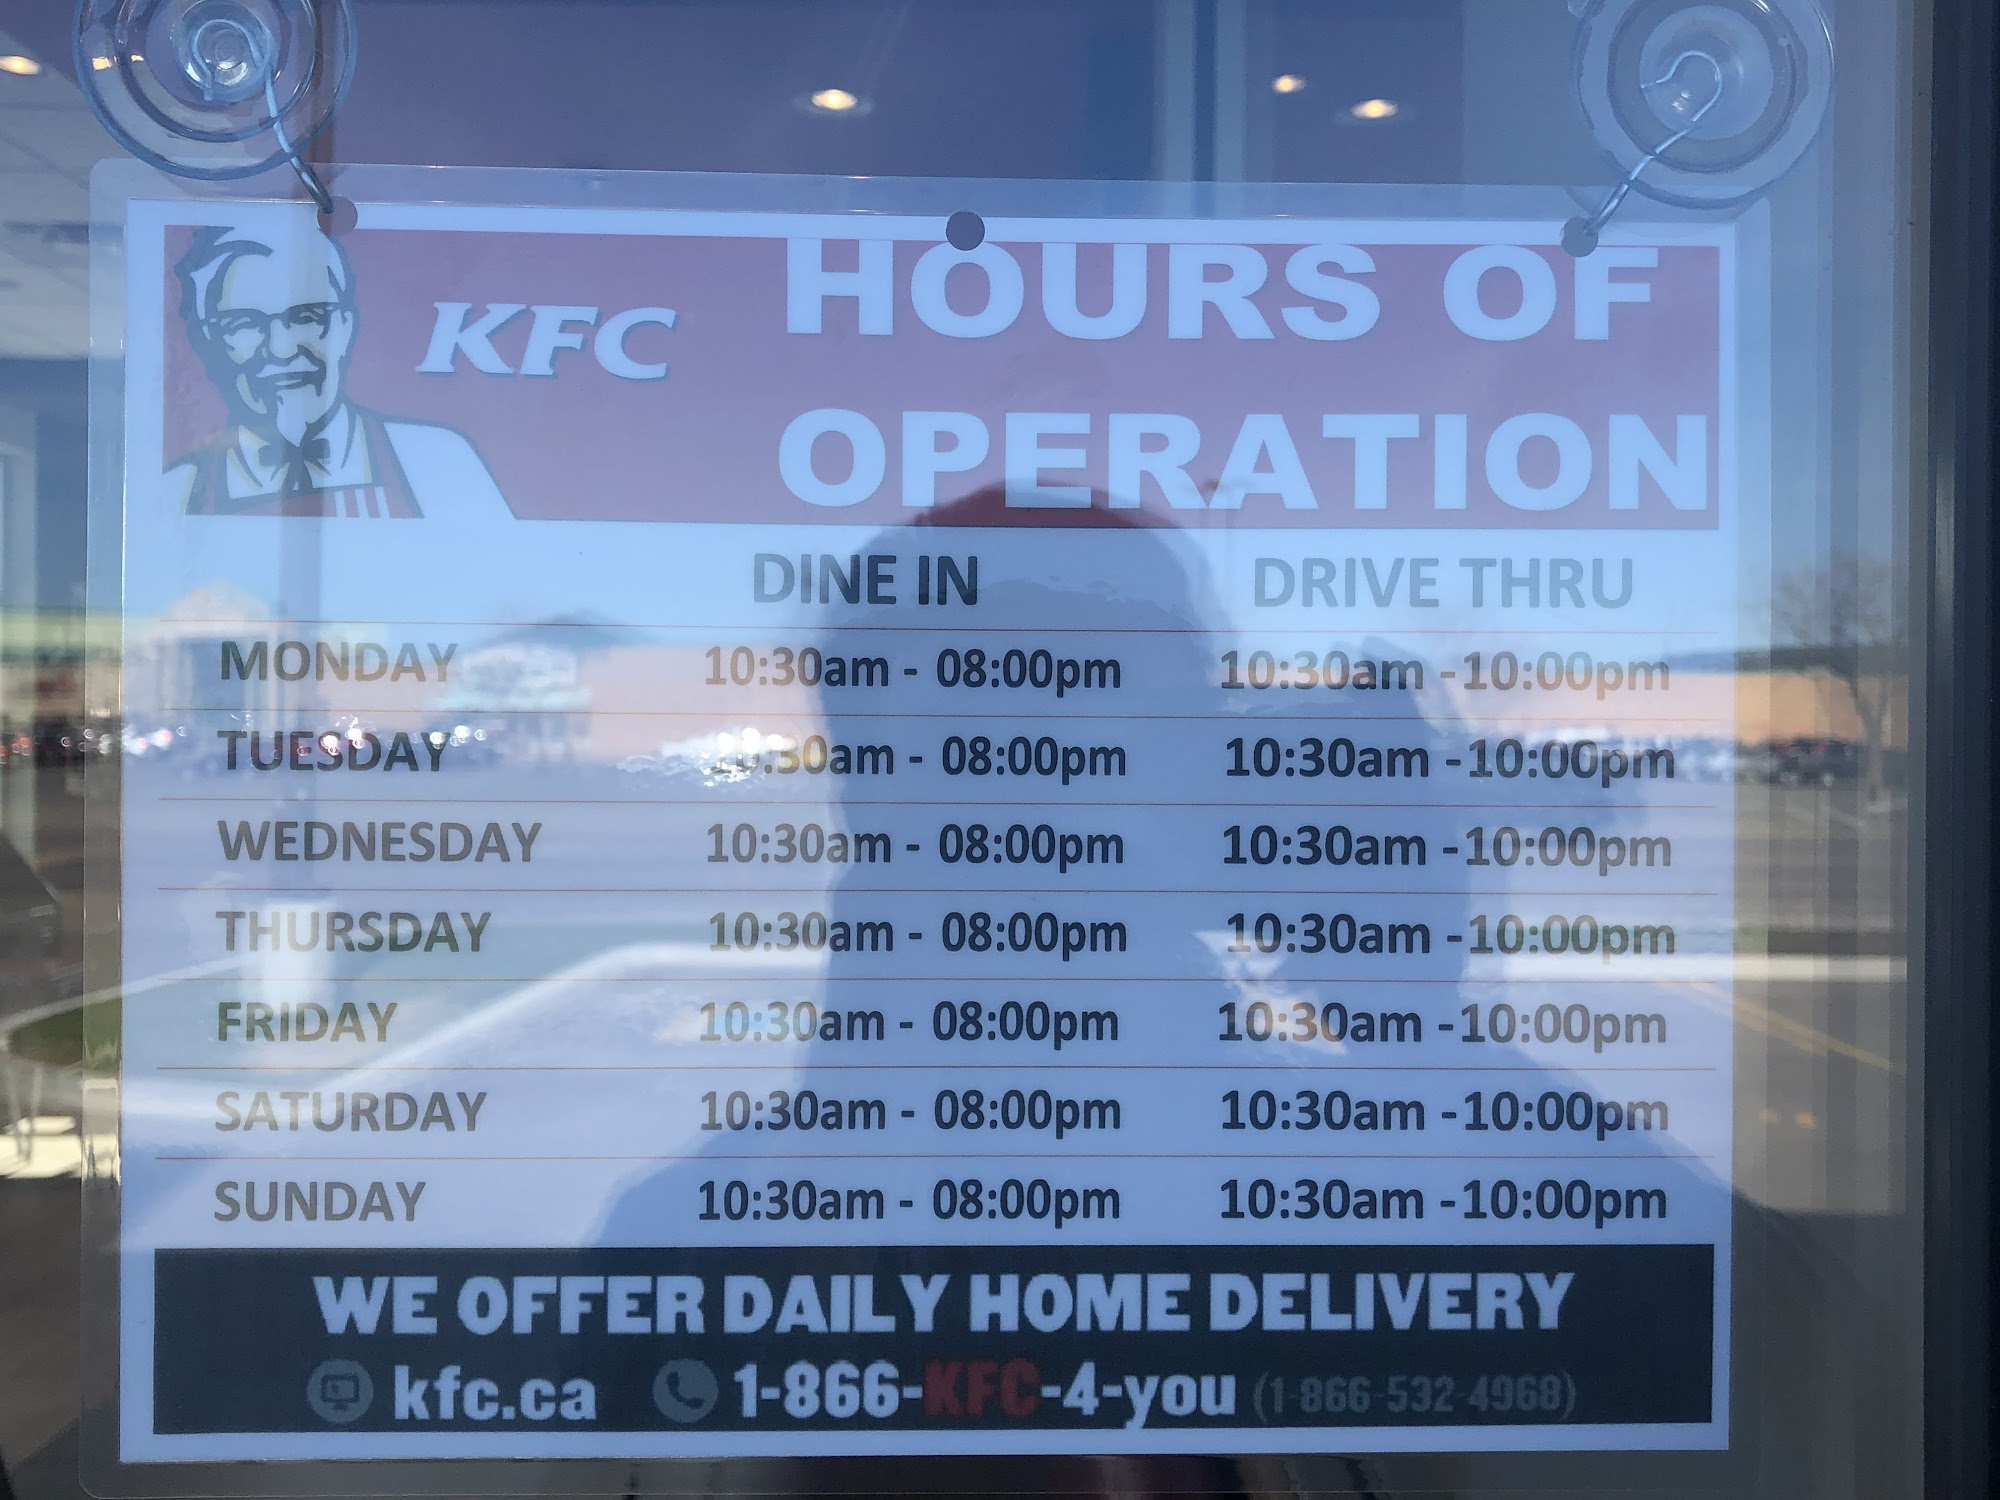 KFC HOURS OF
OPERATION
DINE IN DRIVE THRU
MONDAY 10:30am - 08:00pm 10:30am -10:00pm
TUESDAY 10:30am - 08:00pm 10:30am -10:00pm
WEDNESDAY 10:30am - 08:00pm 10:30am -10:00pm
THURSDAY 10:30am - 08:00pm 10:30am -10:00pm
FRIDAY 10:30am - 08:00pm 10:30am -10:00pm
SATURDAY 10:30am - 08:00pm 10:30am -10:00pm
SUNDAY 10:30am - 08:00pm 10:30am -10:00pm
WE OFFER DAILY HOME DELIVERY
kfc.ca 1-866-KFC-4-you (1-866-532-4968)